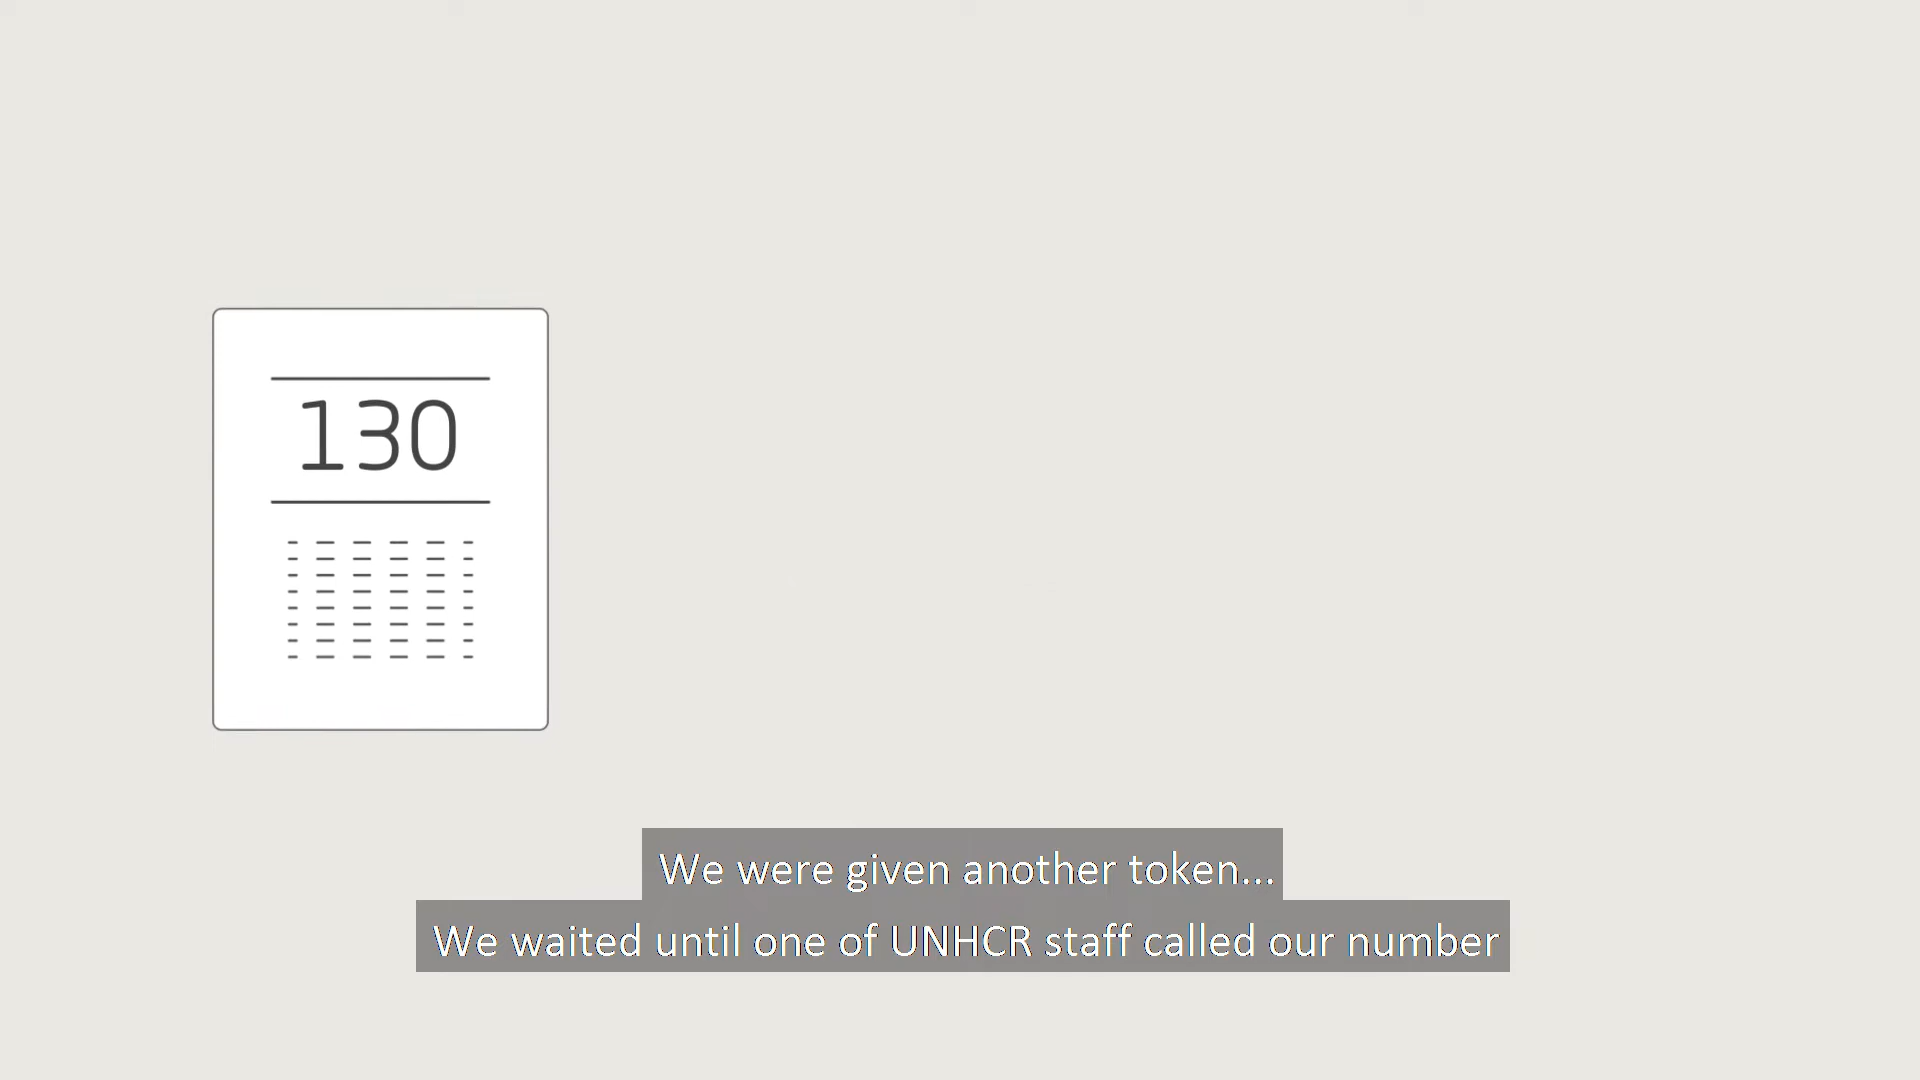 130
We were given another token...
We waited until one of UNHCR staff called our number